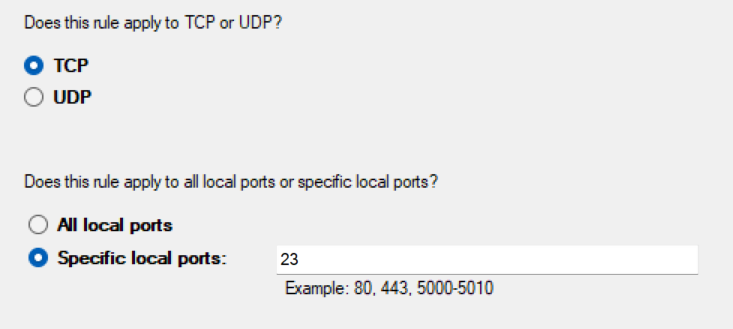 Does this rule apply to TCP or UDP?
TCP
UDP
Does this rule apply to all local ports or specific local ports?
All local ports
Specific local ports: 23
Example: 80, 443, 5000-5010